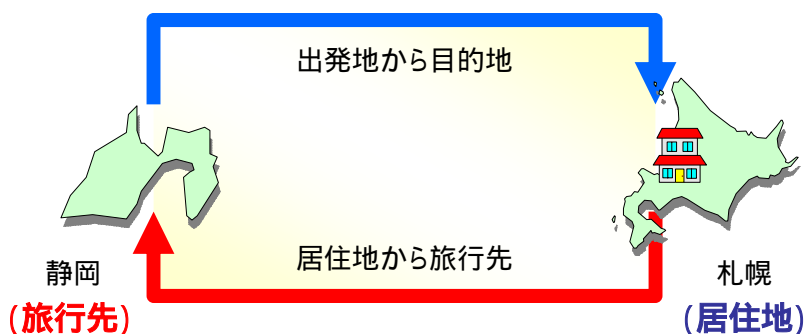 出発地から目的地
居住地から旅行先
静岡
(旅行先)
札幌
(居住地)